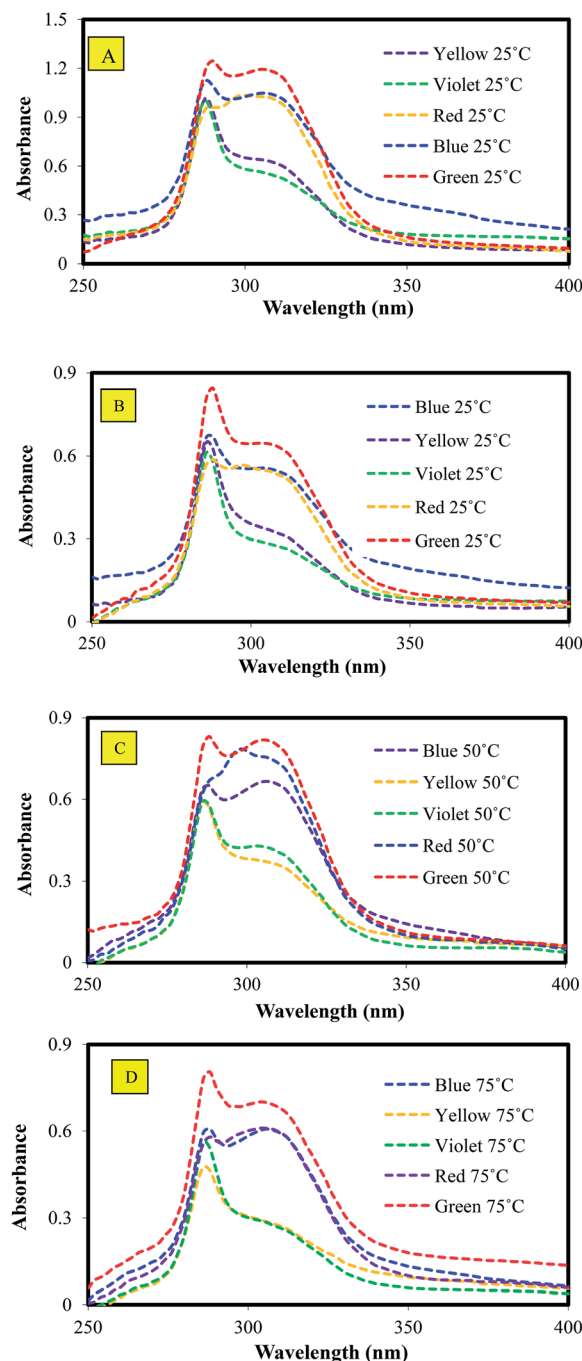 A
1.5
1.2
0.9
0.6
0.3
0
Absorbance
Yellow 25˚C
Violet 25˚C
Red 25˚C
Blue 25˚C
Green 25˚C
250
300
350
400
Wavelength (nm)
B
0.9
0.6
0.3
0
Absorbance
Blue 25˚C
Yellow 25˚C
Violet 25˚C
Red 25˚C
Green 25˚C
250
300
350
400
Wavelength (nm)
C
0.9
0.6
0.3
0
Absorbance
Blue 50˚C
Yellow 50˚C
Violet 50˚C
Red 50˚C
Green 50˚C
250
300
350
400
Wavelength (nm)
D
0.9
0.6
0.3
0
Absorbance
Blue 75˚C
Yellow 75˚C
Violet 75˚C
Red 75˚C
Green 75˚C
250
300
350
400
Wavelength (nm)